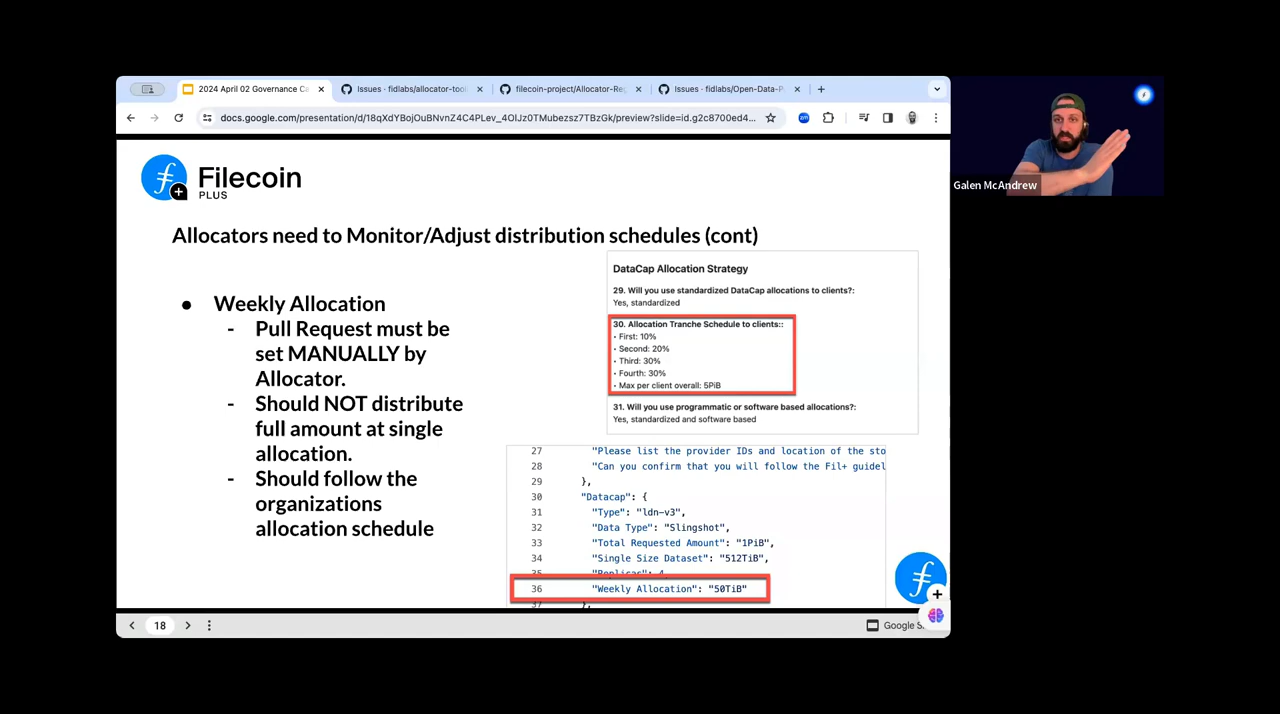 2024 April 02 Governance Ca
Issues · fidlabs/allocator-tool
filecoin-project/Allocator-Reg
Issues · fidlabs/Open-Data-P
docs.google.com/presentation/d/18qXdYBojOuBNvnZ4C4PLev_4OIJz0TMubezsz7TBzGk/preview?slide=id.g2c8700ed4...
Galen McAndrew
Filecoin
PLUS
Allocators need to Monitor/Adjust distribution schedules (cont)
● Weekly Allocation
- Pull Request must be
set MANUALLY by
Allocator.
- Should NOT distribute
full amount at single
allocation.
- Should follow the
organizations
allocation schedule
DataCap Allocation Strategy
29. Will you use standardized DataCap allocations to clients?:
Yes, standardized
30. Allocation Tranche Schedule to clients::
• First: 10%
• Second: 20%
• Third: 30%
• Fourth: 30%
• Max per client overall: 5PiB
31. Will you use programmatic or software based allocations?:
Yes, standardized and software based
27 "Please list the provider IDs and location of the sto
28 "Can you confirm that you will follow the Fil+ guidel
29 },
30 "Datacap": {
31 "Type": "ldn-v3",
32 "Data Type": "Slingshot",
33 "Total Requested Amount": "1PiB",
34 "Single Size Dataset": "512TiB",
35 "Replicas": 4,
36 "Weekly Allocation": "50TiB"
37 },
18
Google S